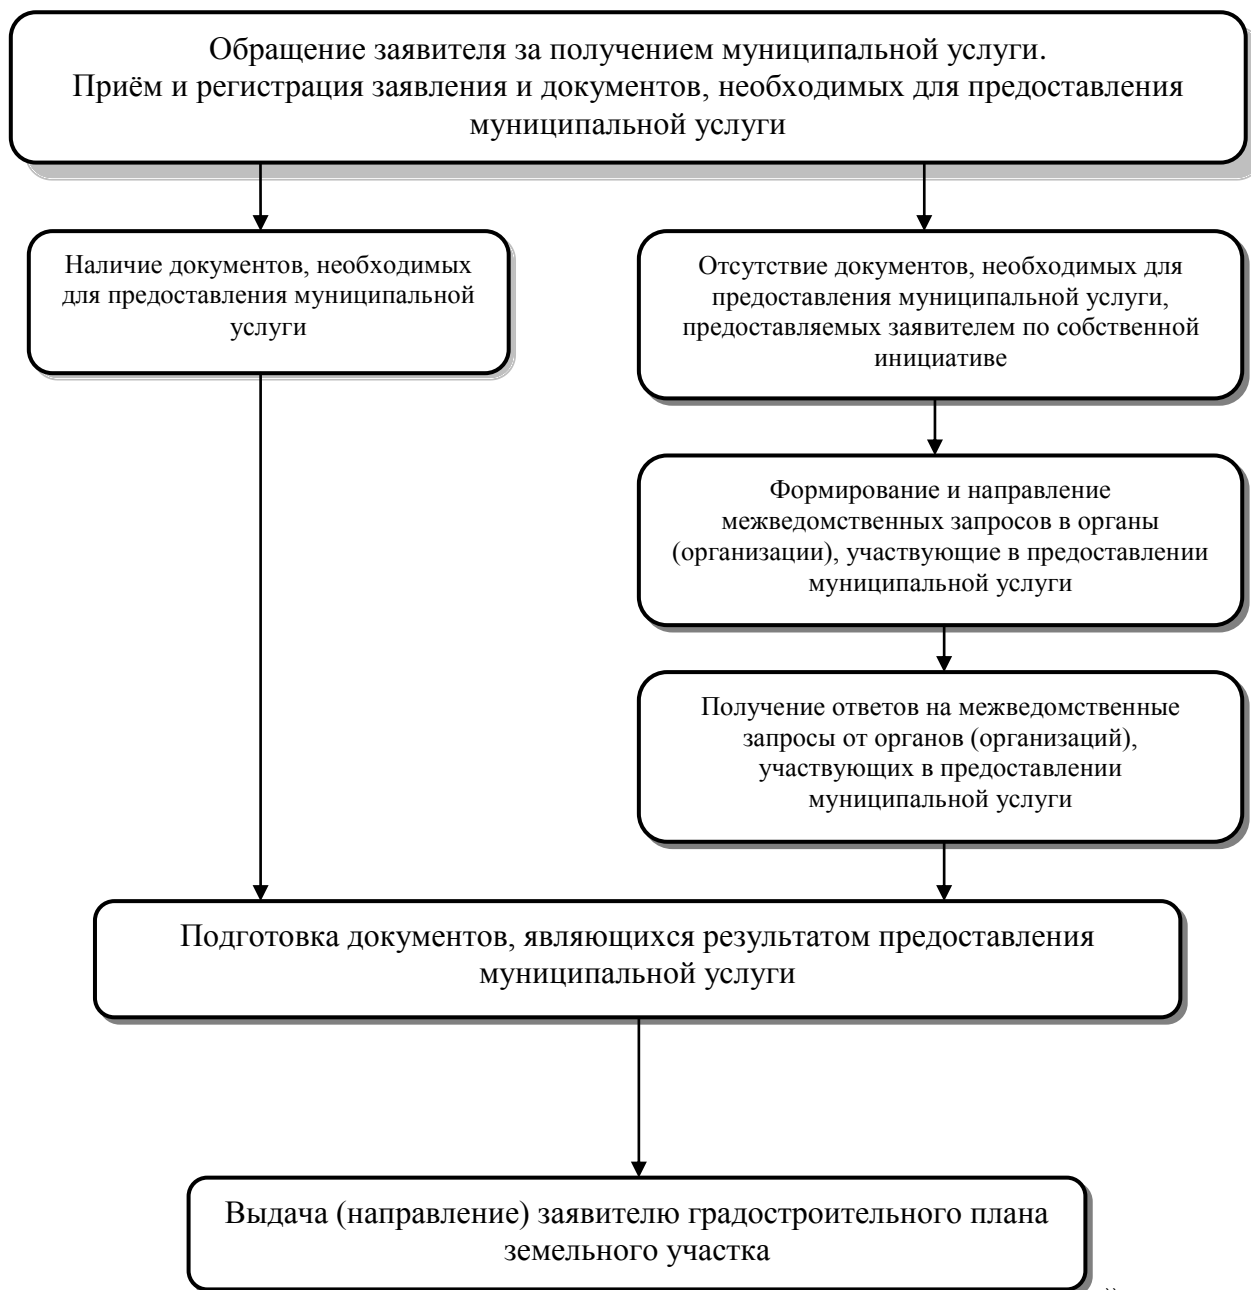 Обращение заявителя за получением муниципальной услуги.
Приём и регистрация заявления и документов, необходимых для предоставления
муниципальной услуги
Наличие документов, необходимых
для предоставления муниципальной
услуги
Отсутствие документов, необходимых для
предоставления муниципальной услуги,
предоставляемых заявителем по собственной
инициативе
Формирование и направление
межведомственных запросов в органы
(организации), участвующие в предоставлении
муниципальной услуги
Получение ответов на межведомственные
запросы от органов (организаций),
участвующих в предоставлении
муниципальной услуги
Подготовка документов, являющихся результатом предоставления
муниципальной услуги
Выдача (направление) заявителю градостроительного плана
земельного участка